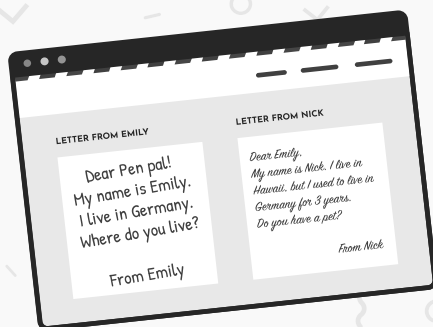 LETTER FROM EMILY
Dear Pen pal!
My name is Emily.
I live in Germany.
Where do you live?
From Emily
LETTER FROM NICK
Dear Emily,
My name is Nick. I live in
Hawaii, but I used to live in
Germany for 3 years.
Do you have a pet?
From Nick